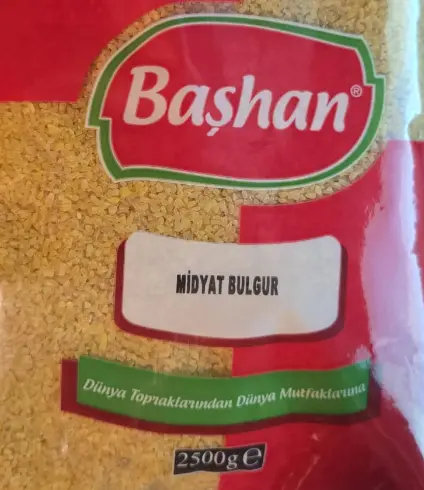 Başhan®
MİDYAT BULGUR
Dünya Topraklarından Dünya Mutfaklarına
2500g ℮